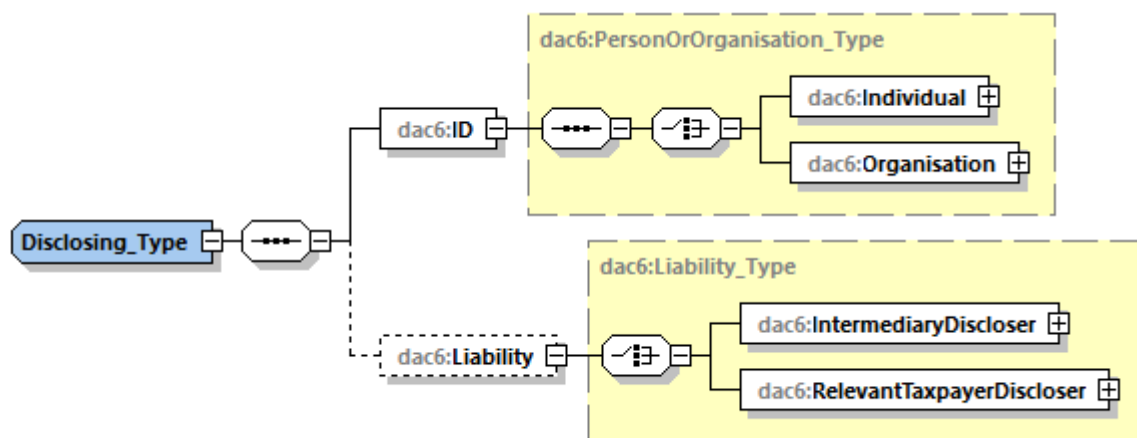 dac6:PersonOrOrganisation_Type
dac6:Individual
dac6:ID
dac6:Organisation
Disclosing_Type
dac6:Liability_Type
dac6:IntermediaryDiscloser
dac6:Liability
dac6:RelevantTaxpayerDiscloser